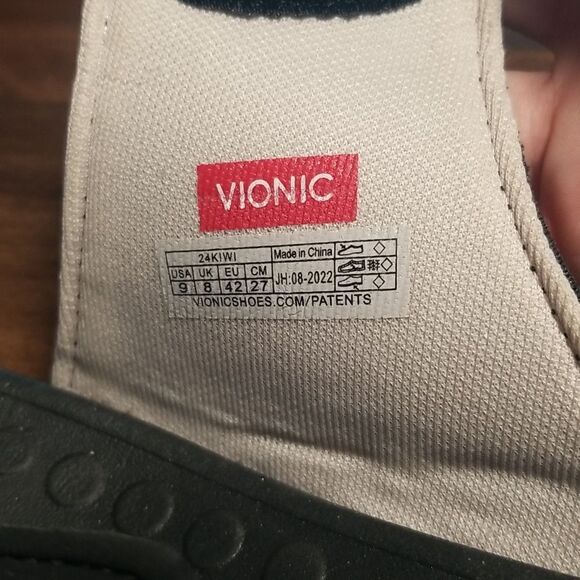 VIONIC
24KIWI Made in China
USA UK EU CM
9 8 42 27 JH:08-2022
VIONICSHOES.COM/PATENTS